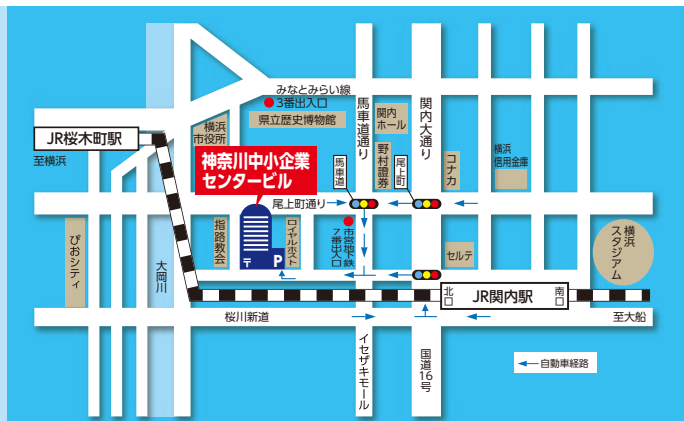 みなとみらい線
3番出入口
県立歴史博物館
横浜
市役所
馬車道通り
関内
ホール
関内大通り
JR桜木町駅
至横浜
神奈川中小企業
センタービル
馬車道
野村證券
尾上町
コナカ
横浜
信用金庫
尾上町通り
ぴおシティ
大岡川
指路教会
〒
P
ロイヤルホスト
市営地下鉄
7番出入口
セルテ
横浜
スタジアム
北口
JR関内駅
南口
桜川新道
至大船
イセザキモール
国道16号
自動車経路